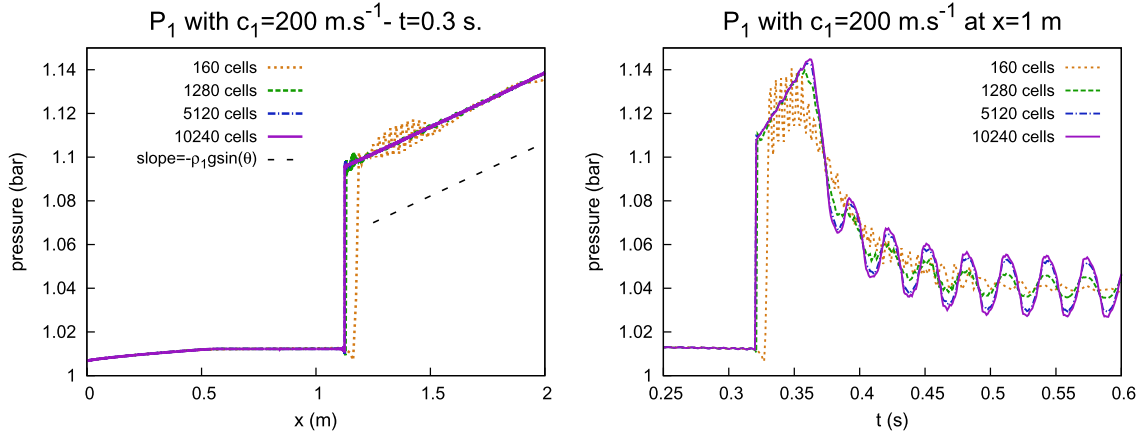 P₁ with c₁=200 m.s⁻¹- t=0.3 s.
1.14
1.12
1.1
1.08
1.06
1.04
1.02
1
pressure (bar)
160 cells
1280 cells
5120 cells
10240 cells
slope=-ρ₁gsin(θ)
0 0.5 1 1.5 2
x (m)
P₁ with c₁=200 m.s⁻¹ at x=1 m
1.14
1.12
1.1
1.08
1.06
1.04
1.02
1
pressure (bar)
160 cells
1280 cells
5120 cells
10240 cells
0.25 0.3 0.35 0.4 0.45 0.5 0.55 0.6
t (s)